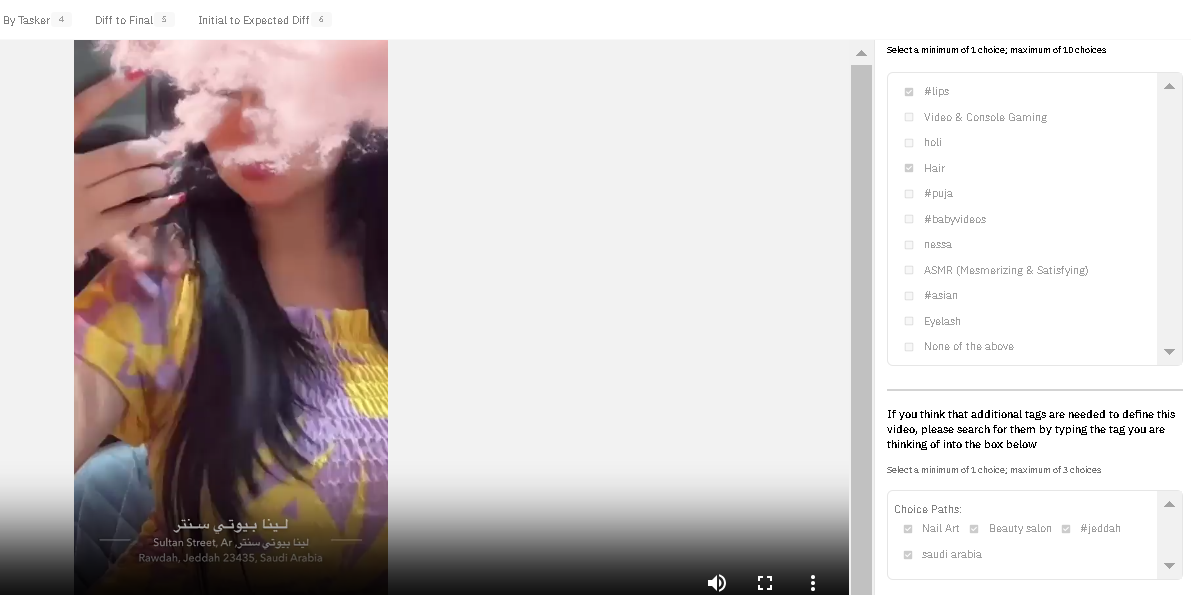 By Tasker 4 Diff to Final 5 Initial to Expected Diff 6
لينا بيوتي سنتر
Sultan Street, Ar لينا بيوتي سنتر,
Rawdah, Jeddah 23435, Saudi Arabia
Select a minimum of 1 choice; maximum of 10 choices
#lips
Video & Console Gaming
holi
Hair
#puja
#babyvideos
nessa
ASMR (Mesmerizing & Satisfying)
#asian
Eyelash
None of the above
If you think that additional tags are needed to define this
video, please search for them by typing the tag you are
thinking of into the box below
Select a minimum of 1 choice; maximum of 3 choices
Choice Paths:
Nail Art Beauty salon #jeddah
saudi arabia